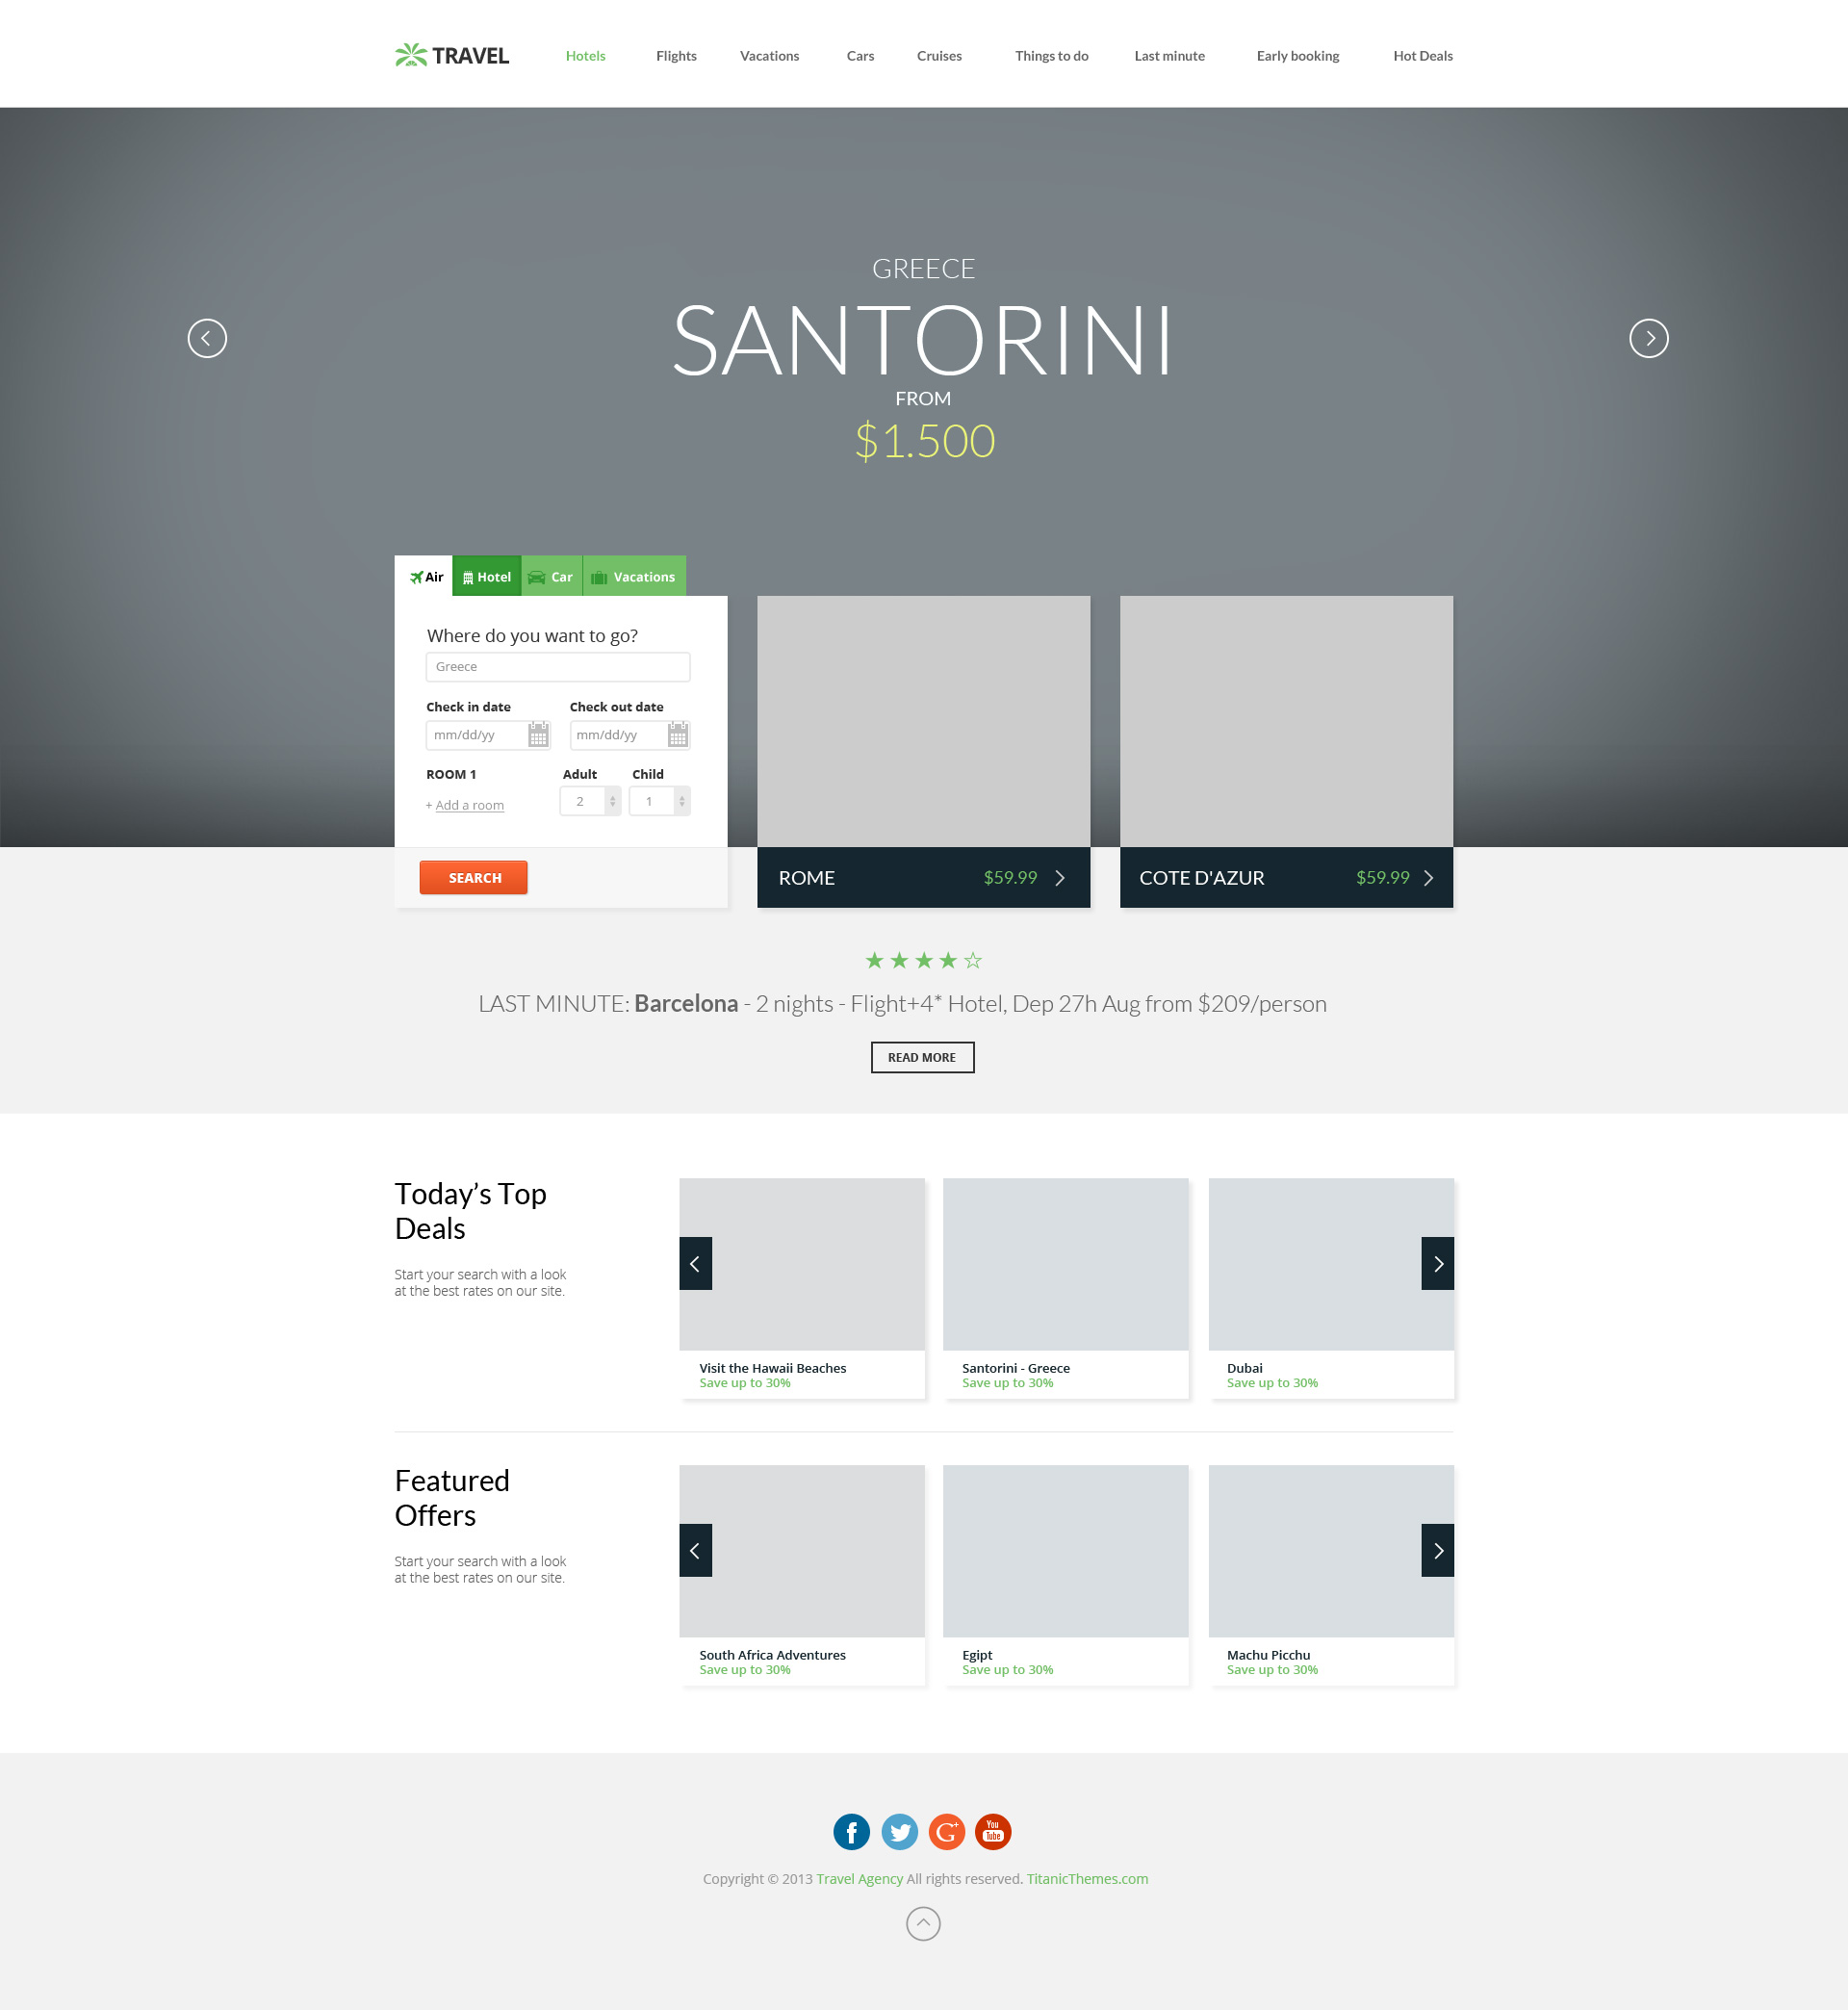 TRAVEL
Hotels Flights Vacations Cars Cruises Things to do Last minute Early booking Hot Deals
GREECE
SANTORINI
FROM
$1.500
Air Hotel Car Vacations
Where do you want to go?
Greece
Check in date Check out date
mm/dd/yy mm/dd/yy
ROOM 1 Adult Child
+ Add a room 2 1
SEARCH
ROME $59.99
COTE D'AZUR $59.99
LAST MINUTE: Barcelona - 2 nights - Flight+4* Hotel, Dep 27h Aug from $209/person
READ MORE
Today’s Top
Deals
Start your search with a look
at the best rates on our site.
Visit the Hawaii Beaches
Save up to 30%
Santorini - Greece
Save up to 30%
Dubai
Save up to 30%
Featured
Offers
Start your search with a look
at the best rates on our site.
South Africa Adventures
Save up to 30%
Egipt
Save up to 30%
Machu Picchu
Save up to 30%
f G+ You Tube
Copyright © 2013 Travel Agency All rights reserved. TitanicThemes.com